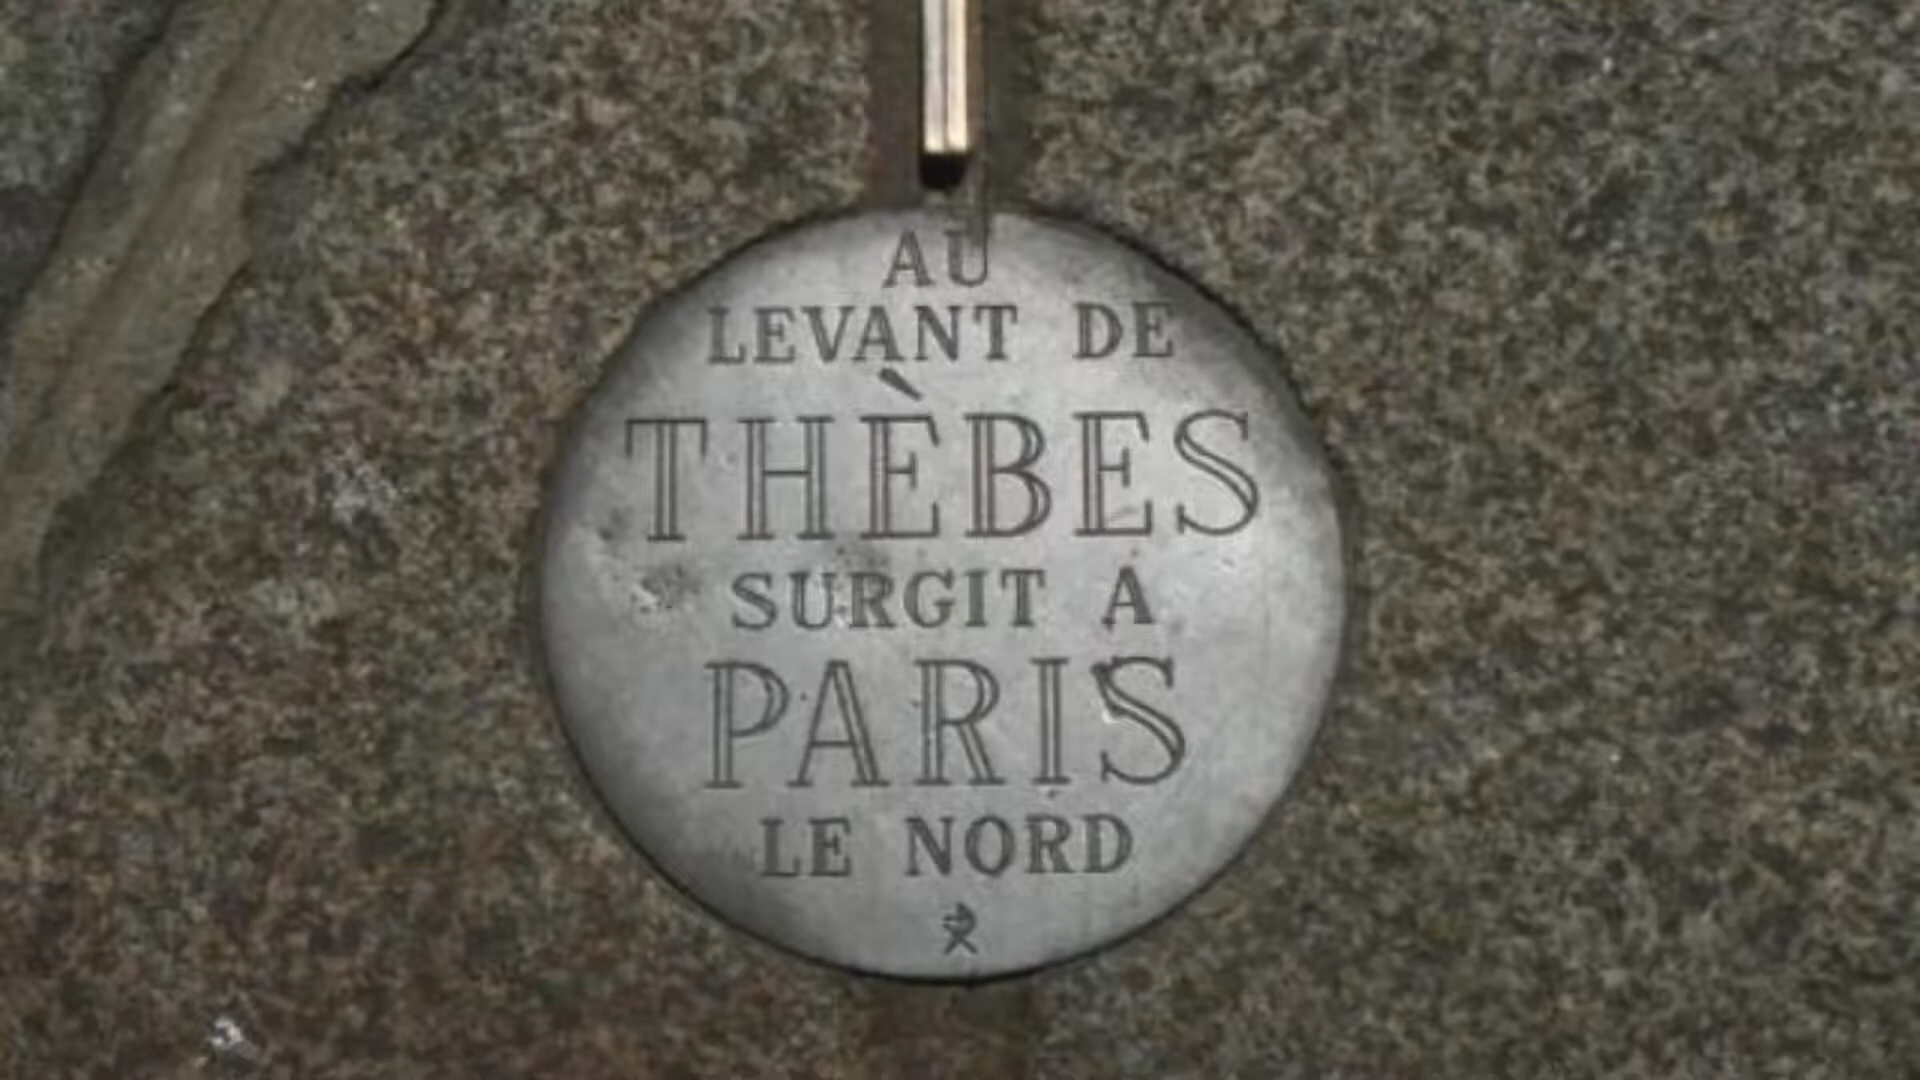 AU
LEVANT DE
THÈBES
SURGIT A
PARIS
LE NORD